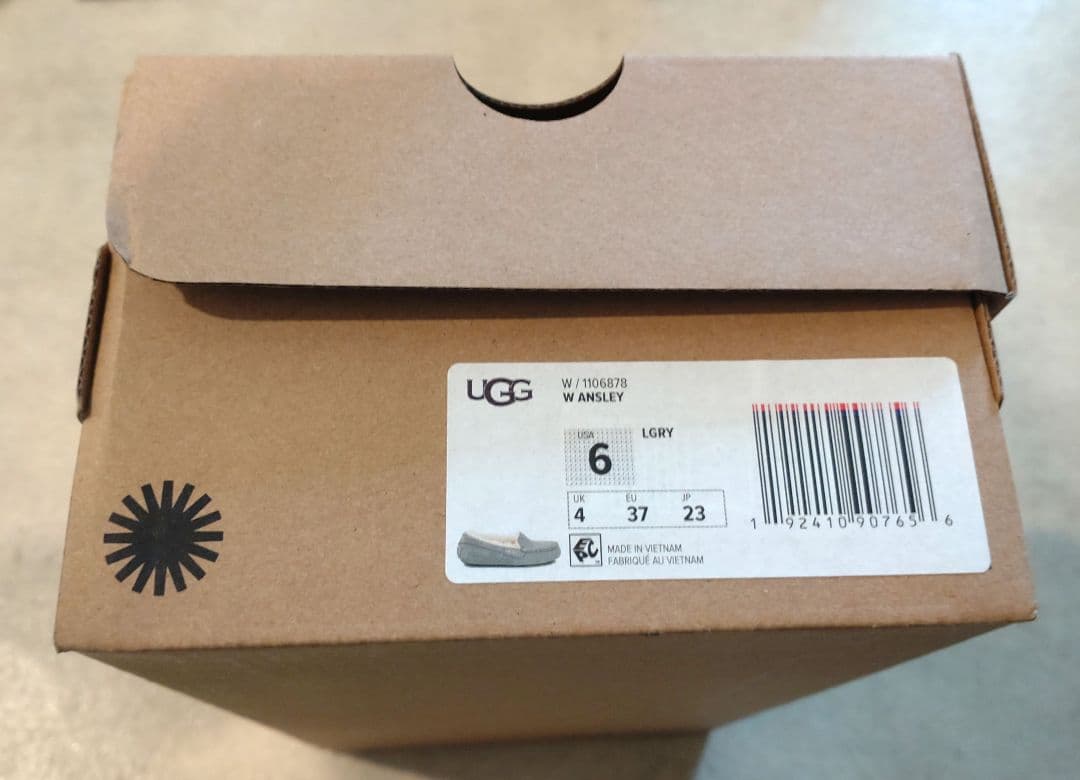 UGG
W / 1106878
W ANSLEY
USA
LGRY
6
UK EU JP
4 37 23
1 92410 90765 6
EPC
MADE IN VIETNAM
FABRIQUÉ AU VIETNAM